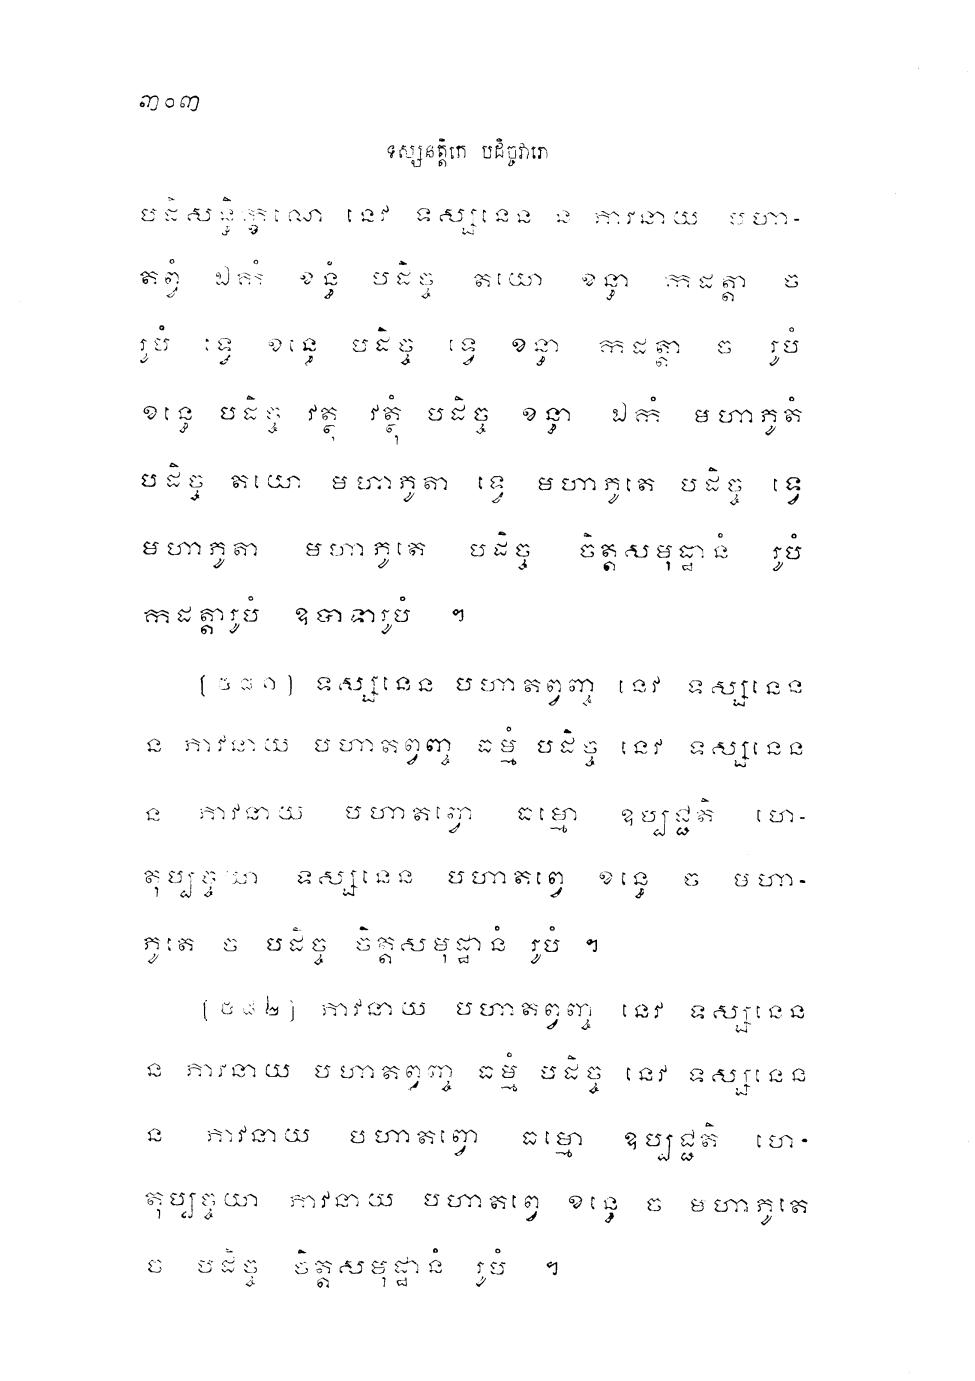 ៣០៣
ទស្សនត្តិកេ បដិច្ចវារោ
បដិសន្ធិក្ខណេ នេវ ទស្សនេន ន ភាវនាយ បហា-
តព្វំ ឯកំ ខន្ធំ បដិច្ច តយោ ខន្ធា កដត្តា ច
រូបំ ទ្វេ ខន្ធេ បដិច្ច ទ្វេ ខន្ធា កដត្តា ច រូបំ
ខន្ធេ បដិច្ច វត្ថុ វត្ថុំ បដិច្ច ខន្ធា ឯកំ មហាភូតំ
បដិច្ច តយោ មហាភូតា ទ្វេ មហាភូតេ បដិច្ច ទ្វេ
មហាភូតា មហាភូតេ បដិច្ច ចិត្តសមុដ្ឋានំ រូបំ
កដត្តារូបំ ឧបាទារូបំ ។
(៥៨១) ទស្សនេន បហាតព្វញ្ច នេវ ទស្សនេន
ន ភាវនាយ បហាតព្វញ្ច ធម្មំ បដិច្ច នេវ ទស្សនេន
ន ភាវនាយ បហាតព្វោ ធម្មោ ឧប្បជ្ជតិ ហេ-
តុប្បច្ចយា ទស្សនេន បហាតព្វេ ខន្ធេ ច មហា-
ភូតេ ច បដិច្ច ចិត្តសមុដ្ឋានំ រូបំ ។
(៥៨២) ភាវនាយ បហាតព្វញ្ច នេវ ទស្សនេន
ន ភាវនាយ បហាតព្វញ្ច ធម្មំ បដិច្ច នេវ ទស្សនេន
ន ភាវនាយ បហាតព្វោ ធម្មោ ឧប្បជ្ជតិ ហេ-
តុប្បច្ចយា ភាវនាយ បហាតព្វេ ខន្ធេ ច មហាភូតេ
ច បដិច្ច ចិត្តសមុដ្ឋានំ រូបំ ។